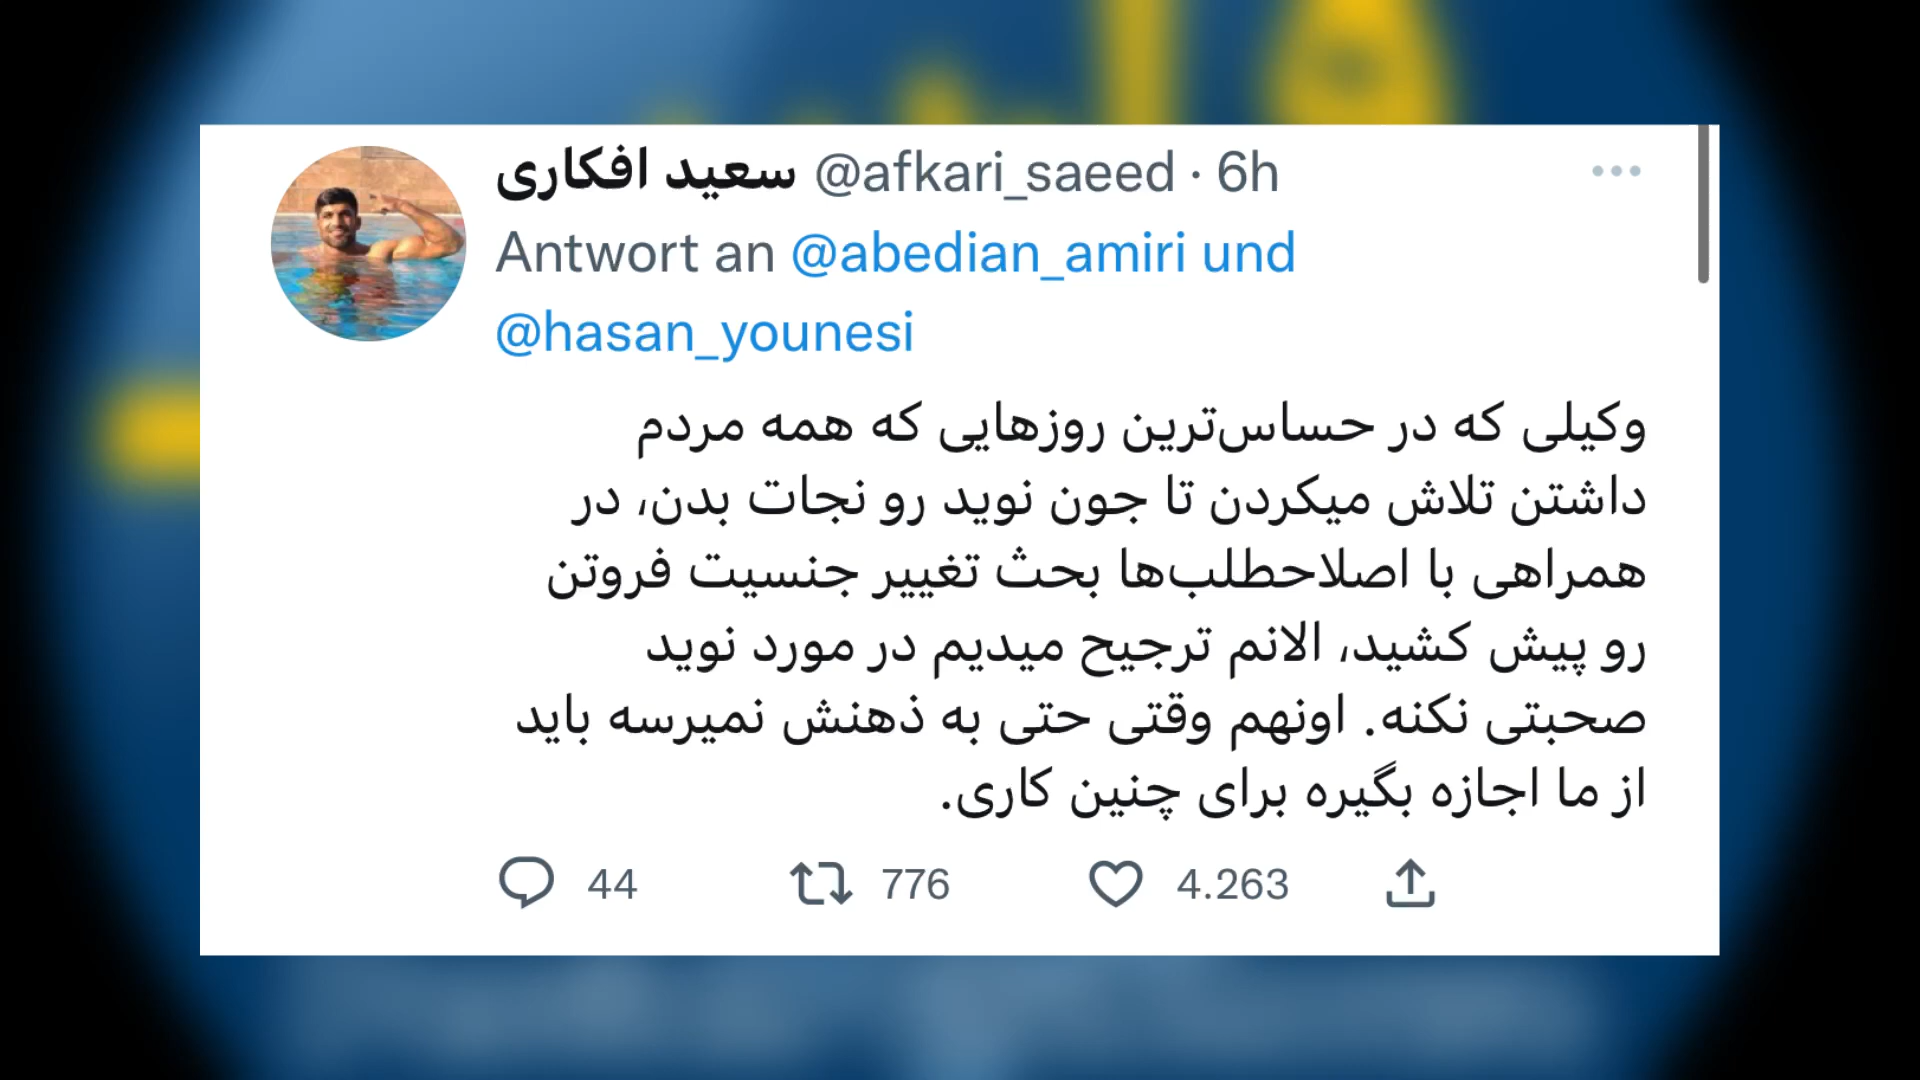 سعید افکاری @afkari_saeed · 6h
Antwort an @abedian_amiri und
@hasan_younesi
وکیلی که در حساس‌ترین روزهایی که همه مردم
داشتن تلاش میکردن تا جون نوید رو نجات بدن، در
همراهی با اصلاحطلب‌ها بحث تغییر جنسیت فروتن
رو پیش کشید، الانم ترجیح میدیم در مورد نوید
صحبتی نکنه. اونهم وقتی حتی به ذهنش نمیرسه باید
از ما اجازه بگیره برای چنین کاری.
44 776 4.263